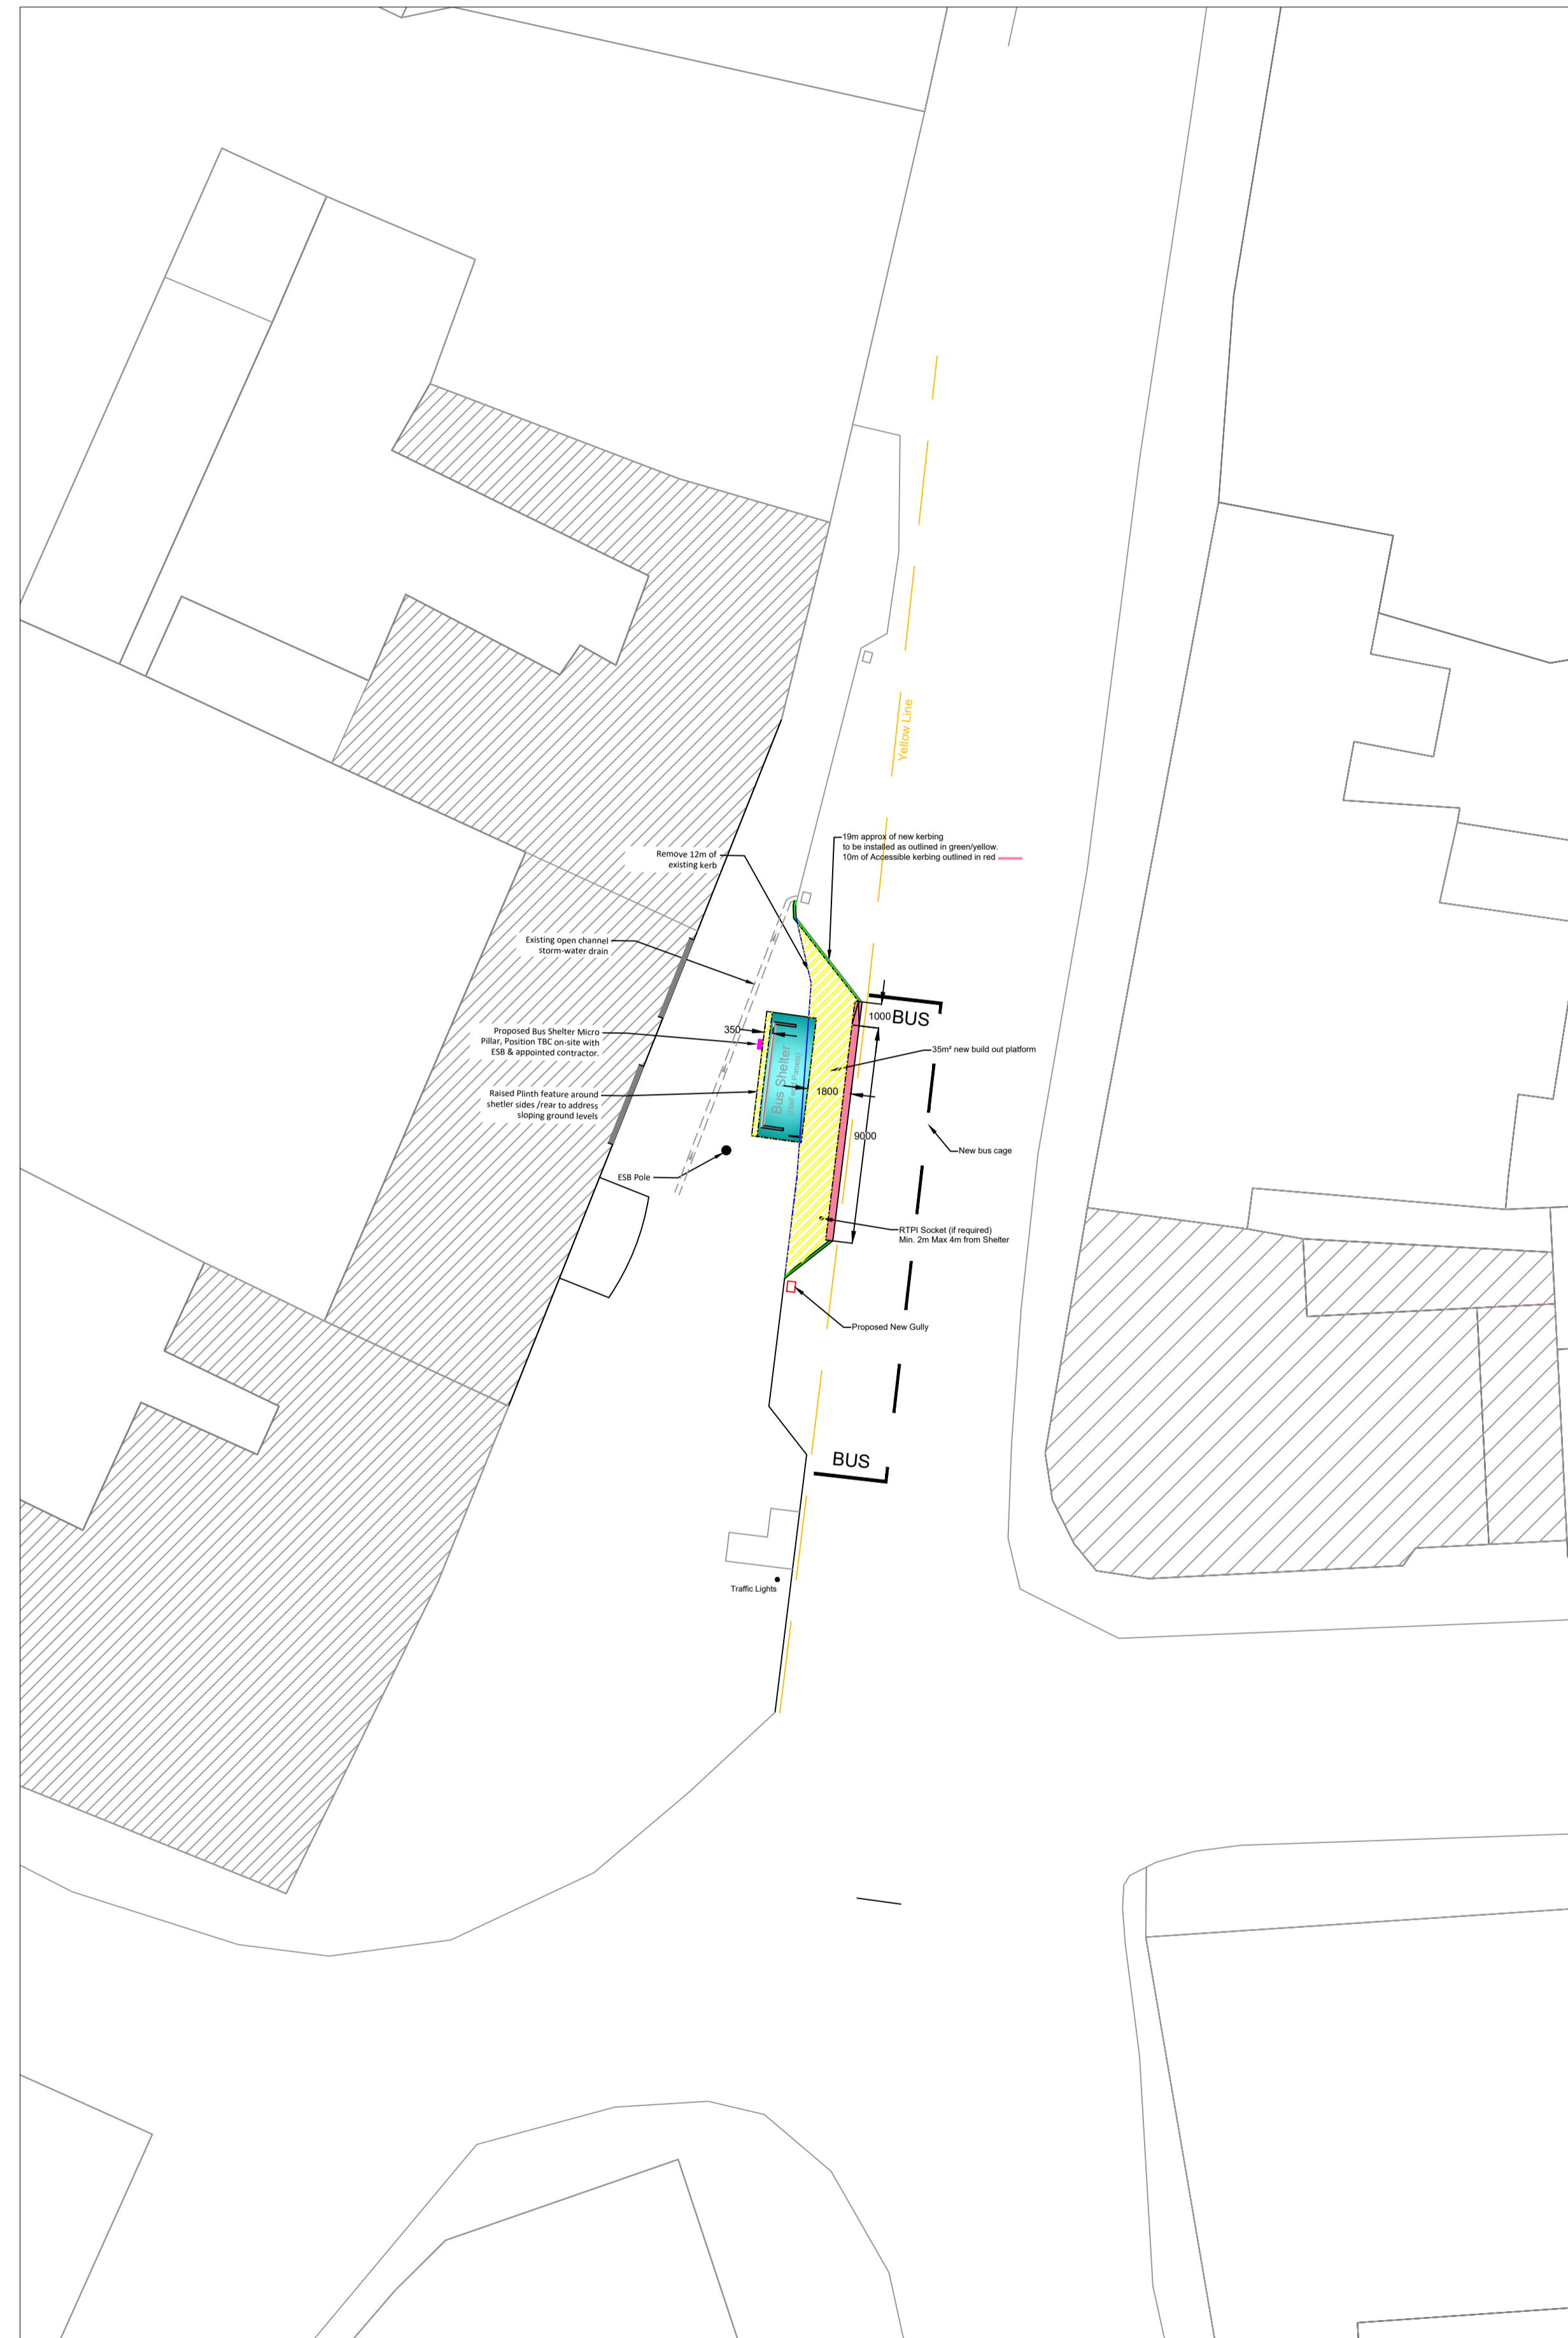 Yellow Line
19m approx of new kerbing
to be installed as outlined in green/yellow.
10m of Accessible kerbing outlined in red
Remove 12m of
existing kerb
Existing open channel
storm-water drain
1000
BUS
350
Proposed Bus Shelter Micro
Pillar, Position TBC on-site with
ESB & appointed contractor.
35m² new build out platform
Bus Shelter
(Half end Panels)
1800
Raised Plinth feature around
shetler sides /rear to address
sloping ground levels
9000
New bus cage
ESB Pole
RTPI Socket (if required)
Min. 2m Max 4m from Shelter
Proposed New Gully
BUS
Traffic Lights